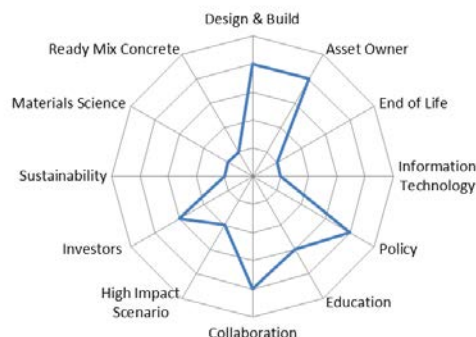 Design & Build
Asset Owner
End of Life
Information
Technology
Policy
Education
Collaboration
High Impact
Scenario
Investors
Sustainability
Materials Science
Ready Mix Concrete